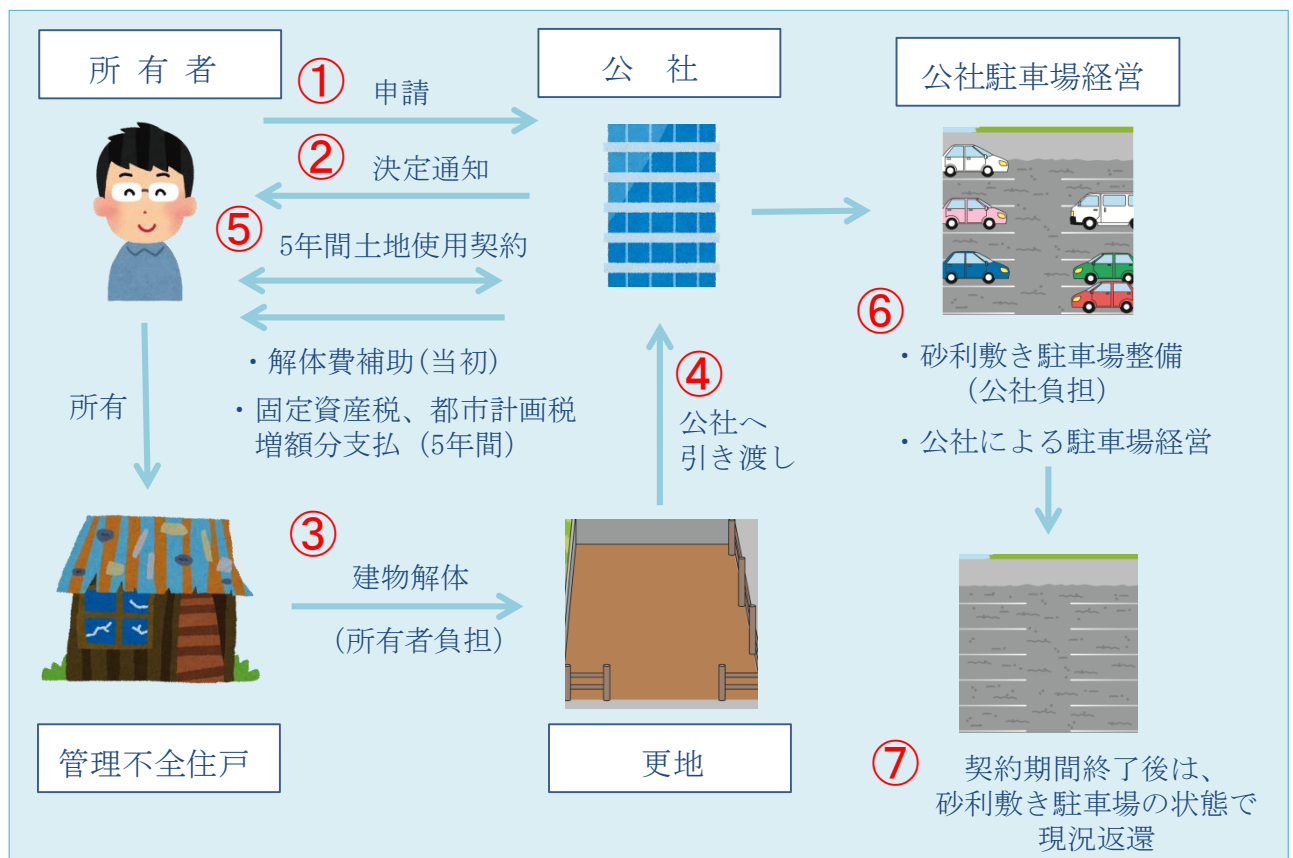 所有者
公社
公社駐車場経営
①
申請
②
決定通知
⑤
5年間土地使用契約
・解体費補助(当初)
・固定資産税、都市計画税
増額分支払 (5年間)
所有
④
公社へ
引き渡し
⑥
・砂利敷き駐車場整備
(公社負担)
・公社による駐車場経営
③
建物解体
(所有者負担)
管理不全住戸
更地
⑦
契約期間終了後は、
砂利敷き駐車場の状態で
現況返還